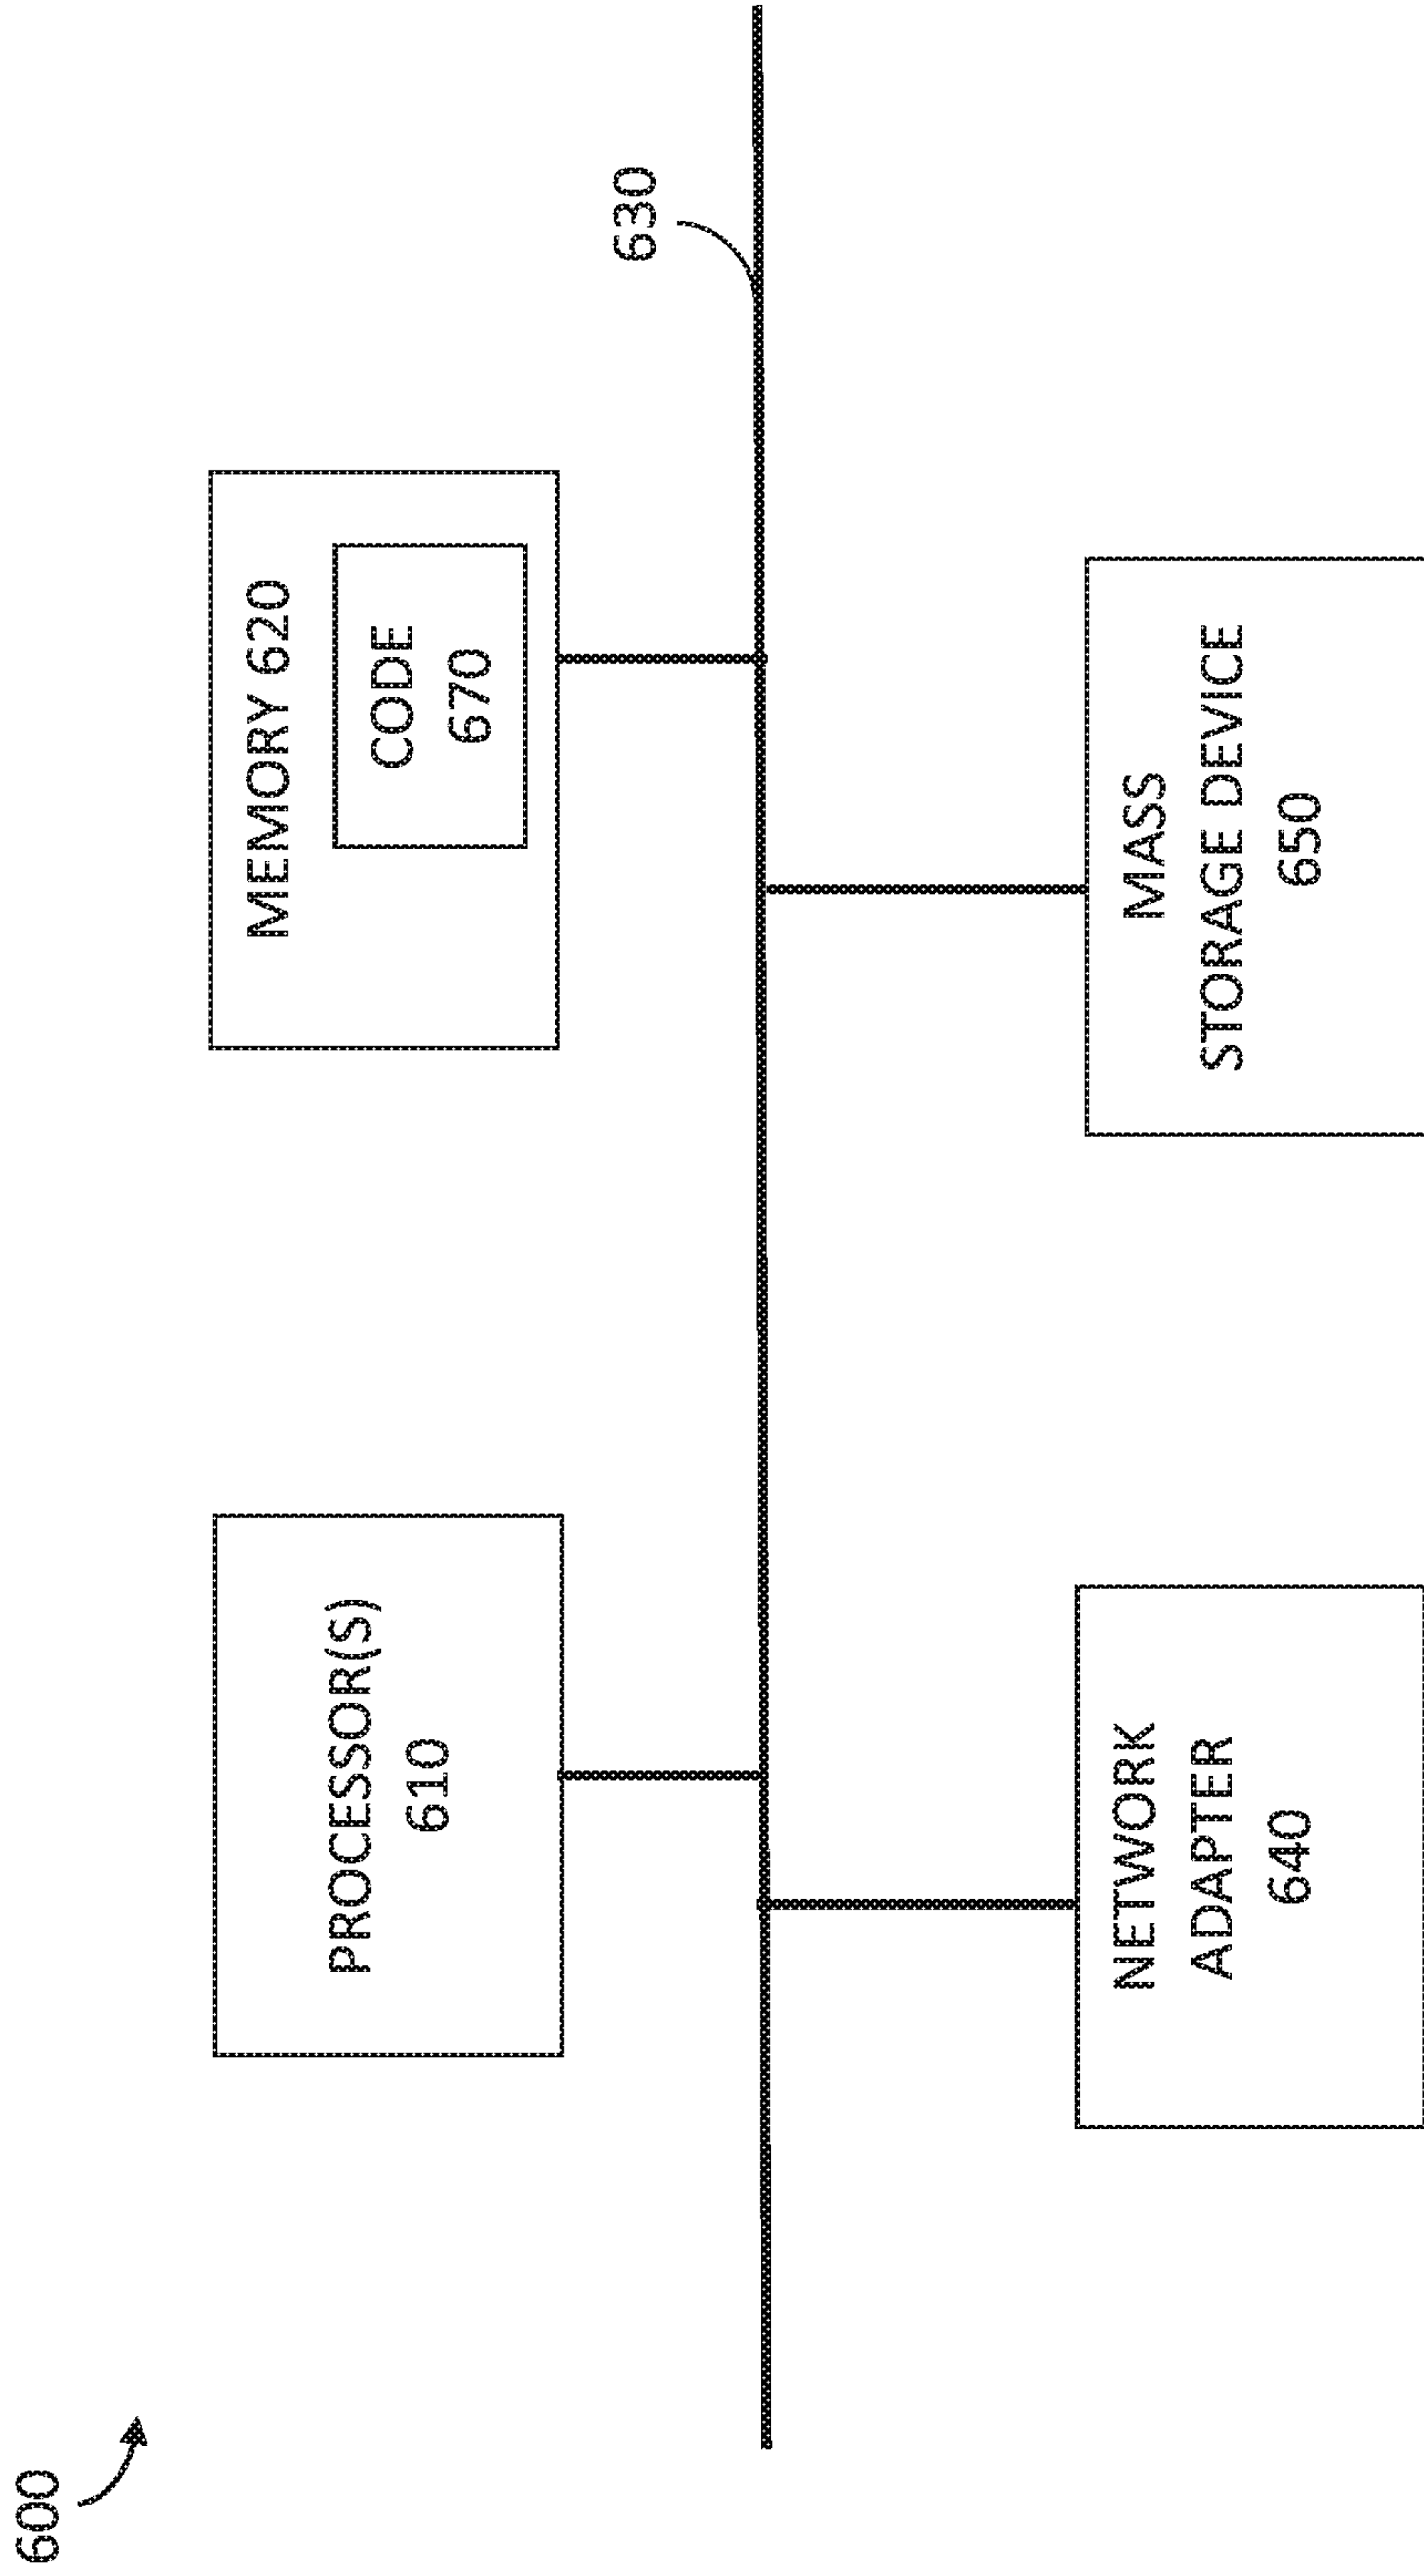 600
PROCESSOR(S)
610
MEMORY 620
CODE
670
630
NETWORK
ADAPTER
640
MASS
STORAGE DEVICE
650